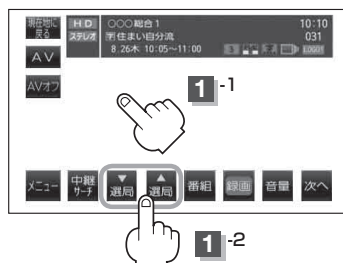 現在地に
戻る
HD
ステレオ
○○○総合1
字住まい自分流
8.26木 10:05～11:00
10:10
031
LOGO1
AV
AVオフ
1-1
メニュー
中継
サーチ
▼
選局
▲
選局
番組
録画
音量
次へ
1-2